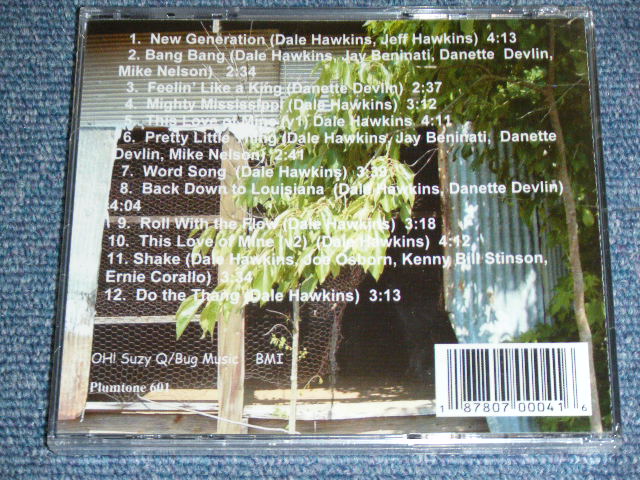 1. New Generation (Dale Hawkins, Jeff Hawkins) 4:13
2. Bang Bang (Dale Hawkins, Jay Beninati, Danette Devlin,
Mike Nelson) 2:34
3. Feelin' Like a King (Danette Devlin) 2:37
4. Mighty Mississippi (Dale Hawkins) 3:12
5. This Love of Mine (v1) Dale Hawkins) 4:11
6. Pretty Little Thing (Dale Hawkins, Jay Beninati, Danette
Devlin, Mike Nelson) 2:41
7. Word Song (Dale Hawkins) 3:39
8. Back Down to Louisiana (Dale Hawkins, Danette Devlin)
4:04
9. Roll With the Flow (Dale Hawkins) 3:18
10. This Love of Mine (v2) (Dale Hawkins) 4:12
11. Shake (Dale Hawkins, Joe Osborn, Kenny Bill Stinson,
Ernie Corallo) 3:34
12. Do the Thang (Dale Hawkins) 3:13
OH! Suzy Q/Bug Music BMI
Plumtone 601
1 87807 00041 6